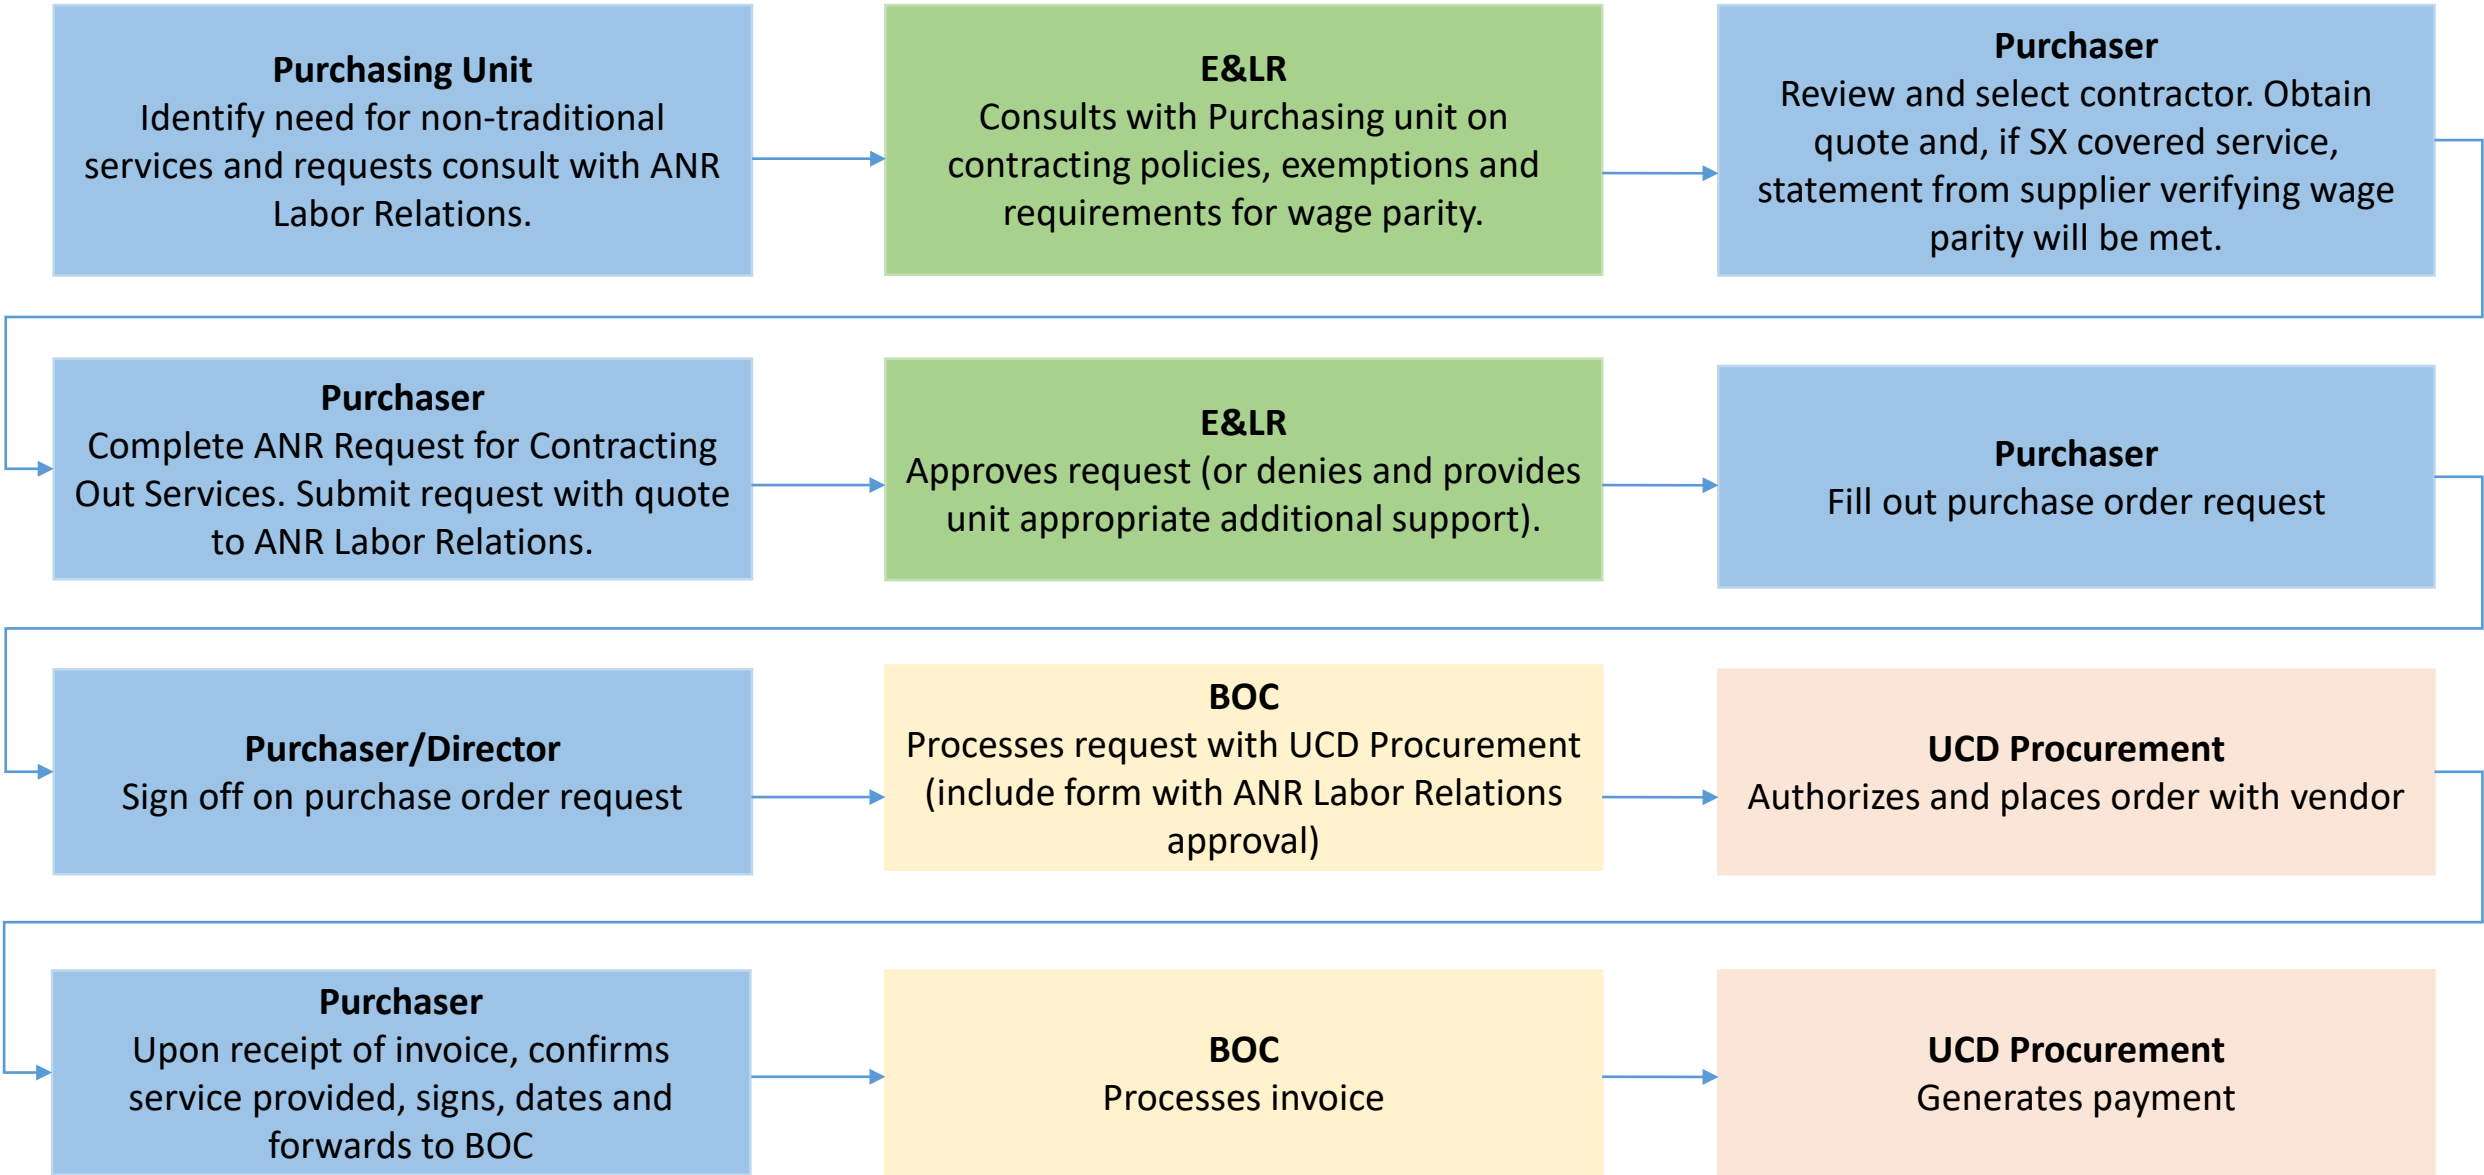 Purchasing Unit
Identify need for non-traditional
services and requests consult with ANR
Labor Relations.
E&LR
Consults with Purchasing unit on
contracting policies, exemptions and
requirements for wage parity.
Purchaser
Review and select contractor. Obtain
quote and, if SX covered service,
statement from supplier verifying wage
parity will be met.
Purchaser
Complete ANR Request for Contracting
Out Services. Submit request with quote
to ANR Labor Relations.
E&LR
Approves request (or denies and provides
unit appropriate additional support).
Purchaser
Fill out purchase order request
Purchaser/Director
Sign off on purchase order request
BOC
Processes request with UCD Procurement
(include form with ANR Labor Relations
approval)
UCD Procurement
Authorizes and places order with vendor
Purchaser
Upon receipt of invoice, confirms
service provided, signs, dates and
forwards to BOC
BOC
Processes invoice
UCD Procurement
Generates payment